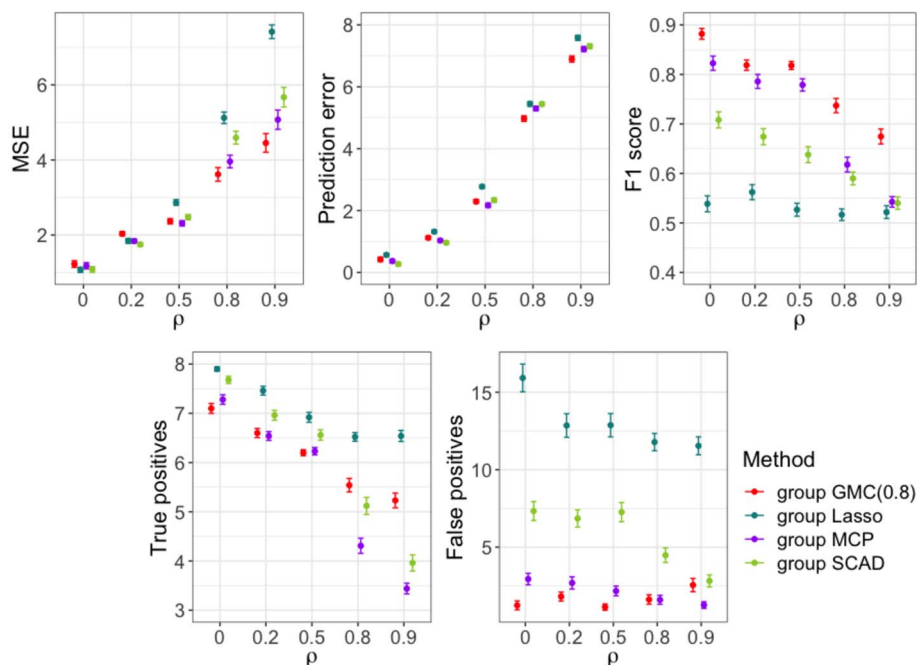 MSE
6
4
2
0 0.2 0.5 0.8 0.9
ρ
Prediction error
8
6
4
2
0
0 0.2 0.5 0.8 0.9
ρ
F1 score
0.9
0.8
0.7
0.6
0.5
0.4
0 0.2 0.5 0.8 0.9
ρ
True positives
8
7
6
5
4
3
0 0.2 0.5 0.8 0.9
ρ
False positives
15
10
5
0 0.2 0.5 0.8 0.9
ρ
Method
group GMC(0.8)
group Lasso
group MCP
group SCAD